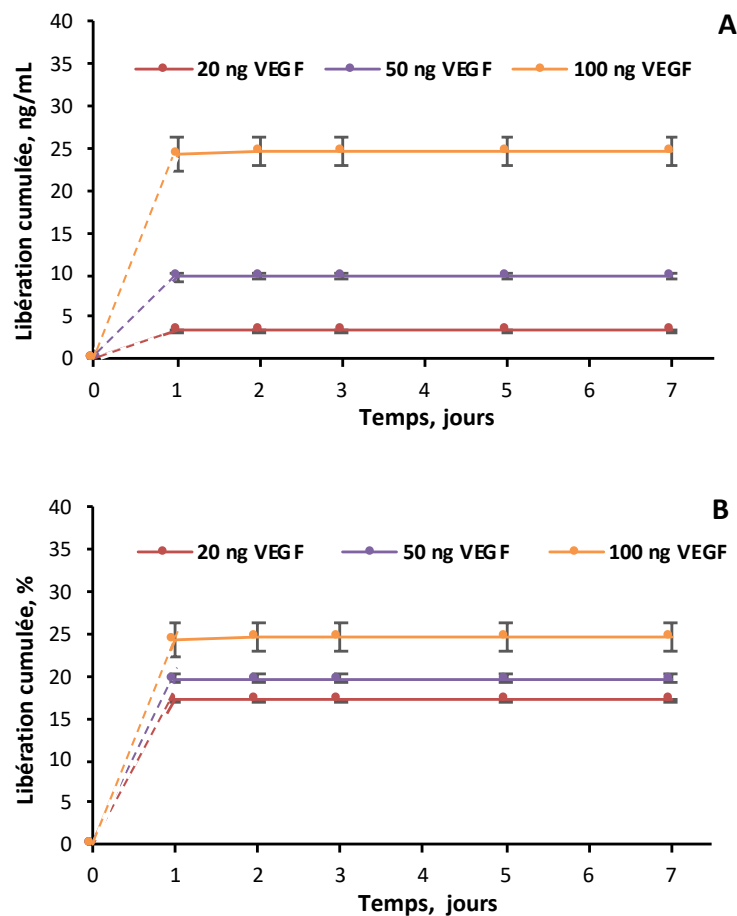 A
20 ng VEGF 50 ng VEGF 100 ng VEGF
Libération cumulée, ng/mL
40
35
30
25
20
15
10
5
0
0 1 2 3 4 5 6 7
Temps, jours
B
20 ng VEGF 50 ng VEGF 100 ng VEGF
Libération cumulée, %
40
35
30
25
20
15
10
5
0
0 1 2 3 4 5 6 7
Temps, jours